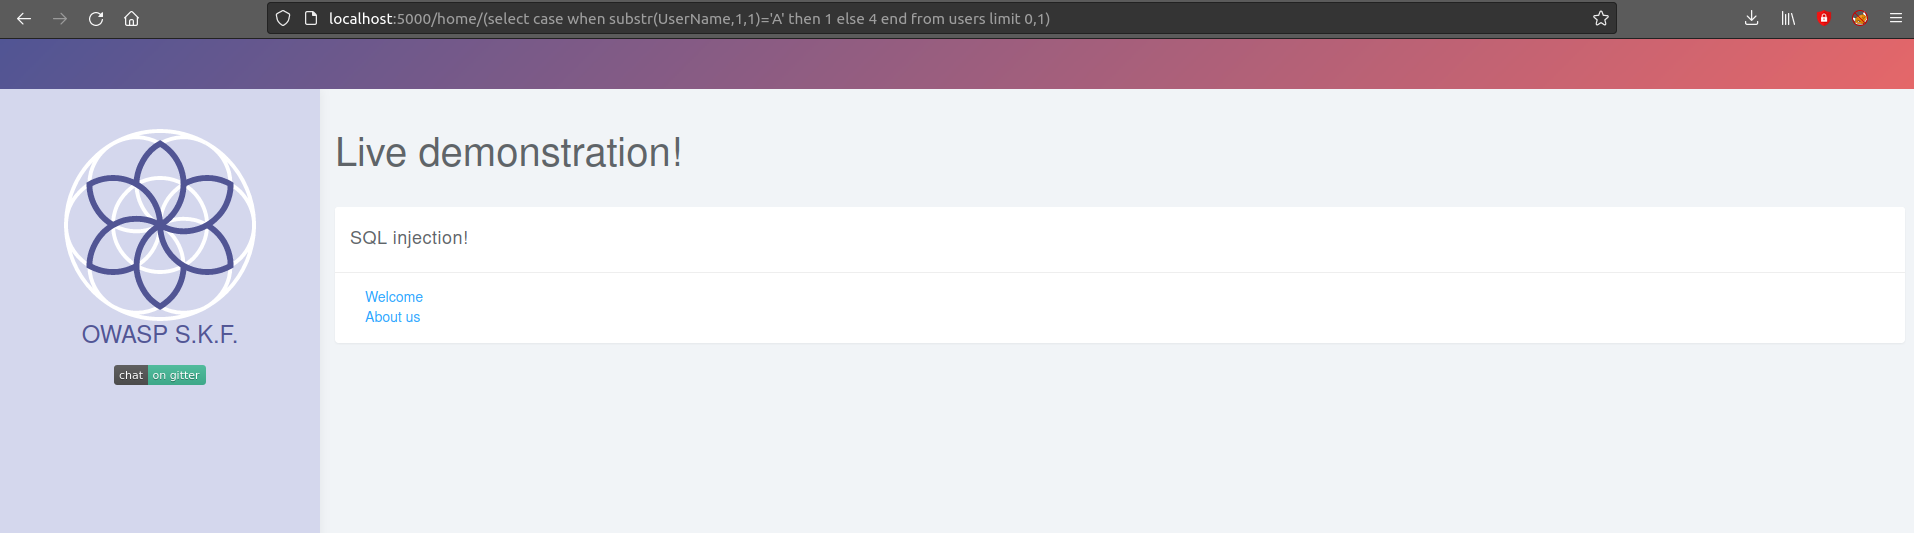 localhost:5000/home/(select case when substr(UserName,1,1)='A' then 1 else 4 end from users limit 0,1)
Live demonstration!
SQL injection!
Welcome
About us
OWASP S.K.F.
chat on gitter